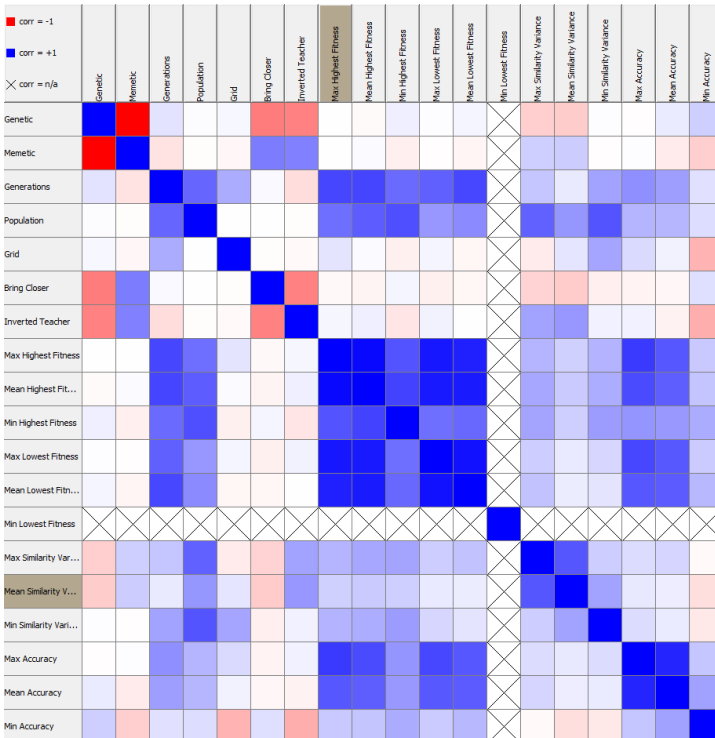 corr = -1
corr = +1
corr = n/a
Genetic
Memetic
Generations
Population
Grid
Bring Closer
Inverted Teacher
Max Highest Fitness
Mean Highest Fitness
Min Highest Fitness
Max Lowest Fitness
Mean Lowest Fitness
Min Lowest Fitness
Max Similarity Variance
Mean Similarity Variance
Min Similarity Variance
Max Accuracy
Mean Accuracy
Min Accuracy
Genetic
Memetic
Generations
Population
Grid
Bring Closer
Inverted Teacher
Max Highest Fitness
Mean Highest Fit...
Min Highest Fitness
Max Lowest Fitness
Mean Lowest Fitn...
Min Lowest Fitness
Max Similarity Var...
Mean Similarity V...
Min Similarity Vari...
Max Accuracy
Mean Accuracy
Min Accuracy